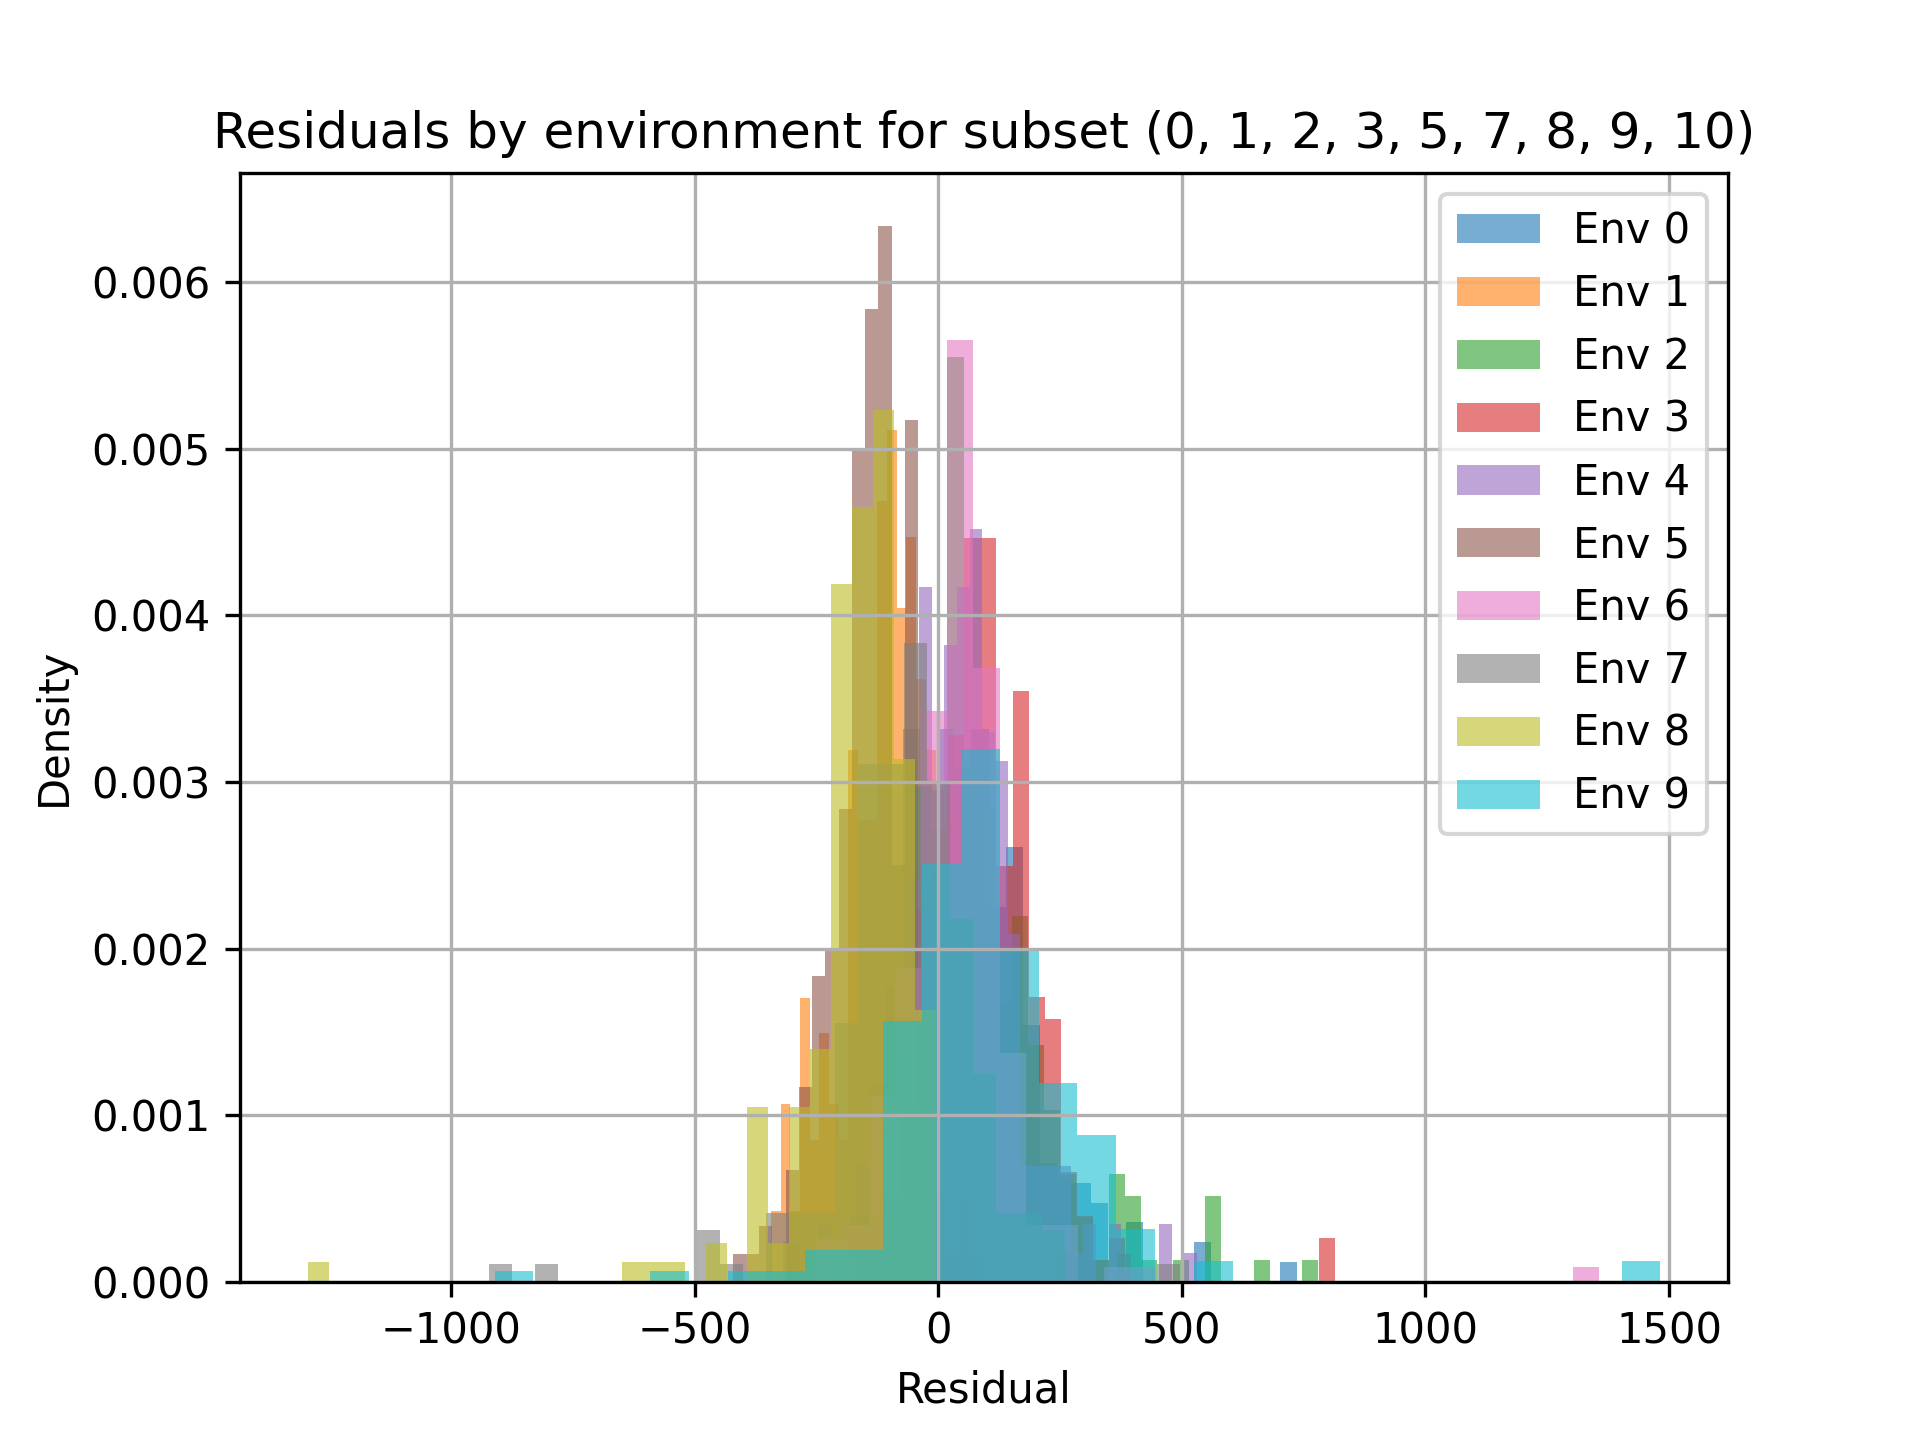 Residuals by environment for subset (0, 1, 2, 3, 5, 7, 8, 9, 10)
Env 0
Env 1
Env 2
Env 3
Env 4
Env 5
Env 6
Env 7
Env 8
Env 9
0.006
0.005
0.004
0.003
0.002
0.001
0.000
Density
−1000 −500 0 500 1000 1500
Residual